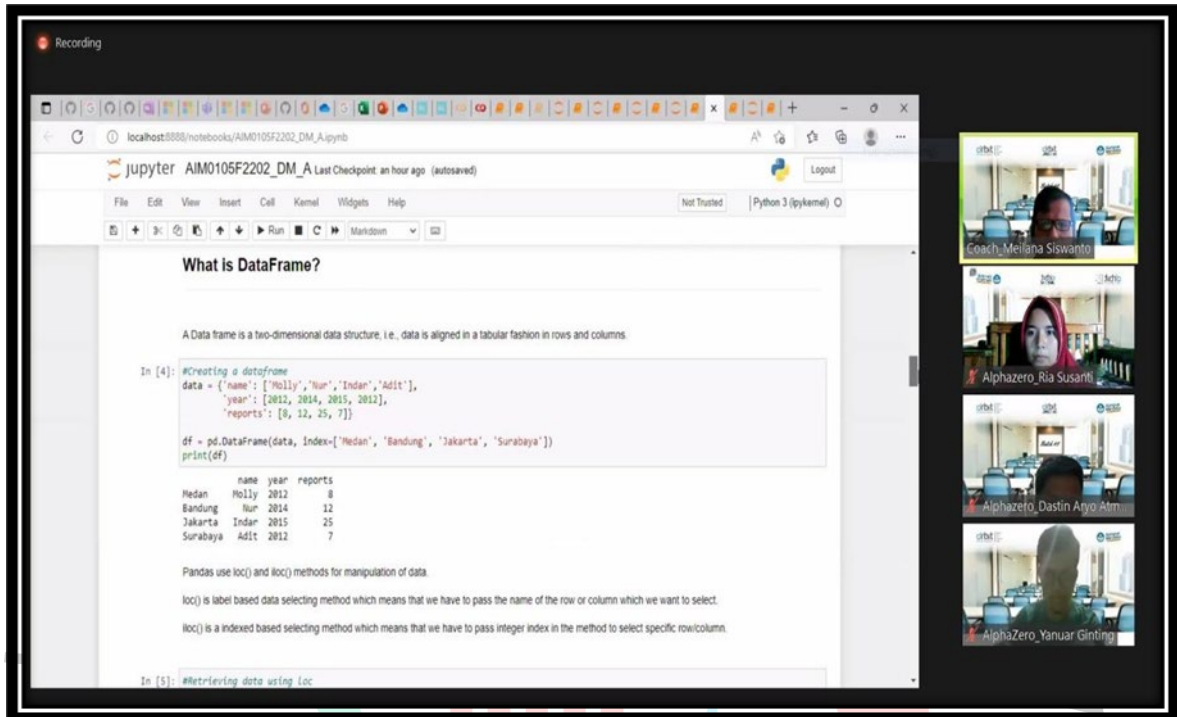 Recording
localhost:8888/notebooks/AIM0105F2202_DM_A.ipynb
jupyter AIM0105F2202_DM_A Last Checkpoint: an hour ago (autosaved)
Logout
File Edit View Insert Cell Kernel Widgets Help
Not Trusted Python 3 (ipykernel)
Run Markdown
What is DataFrame?
A Data frame is a two-dimensional data structure, i.e., data is aligned in a tabular fashion in rows and columns.
In [4]: #Creating a dataframe
data = {'name': ['Molly','Nur','Indar','Adit'],
'year': [2012, 2014, 2015, 2012],
'reports': [8, 12, 25, 7]}
df = pd.DataFrame(data, index=['Medan', 'Bandung', 'Jakarta', 'Surabaya'])
print(df)
name year reports
Medan Molly 2012 8
Bandung Nur 2014 12
Jakarta Indar 2015 25
Surabaya Adit 2012 7
Pandas use loc() and iloc() methods for manipulation of data.
loc() is label based data selecting method which means that we have to pass the name of the row or column which we want to select.
iloc() is a indexed based selecting method which means that we have to pass integer index in the method to select specific row/column.
In [5]: #Retrieving data using loc
Coach_Meilana Siswanto
Alphazero_Ria Susanti
Alphazero_Dastin Aryo Atm...
AlphaZero_Yanuar Ginting